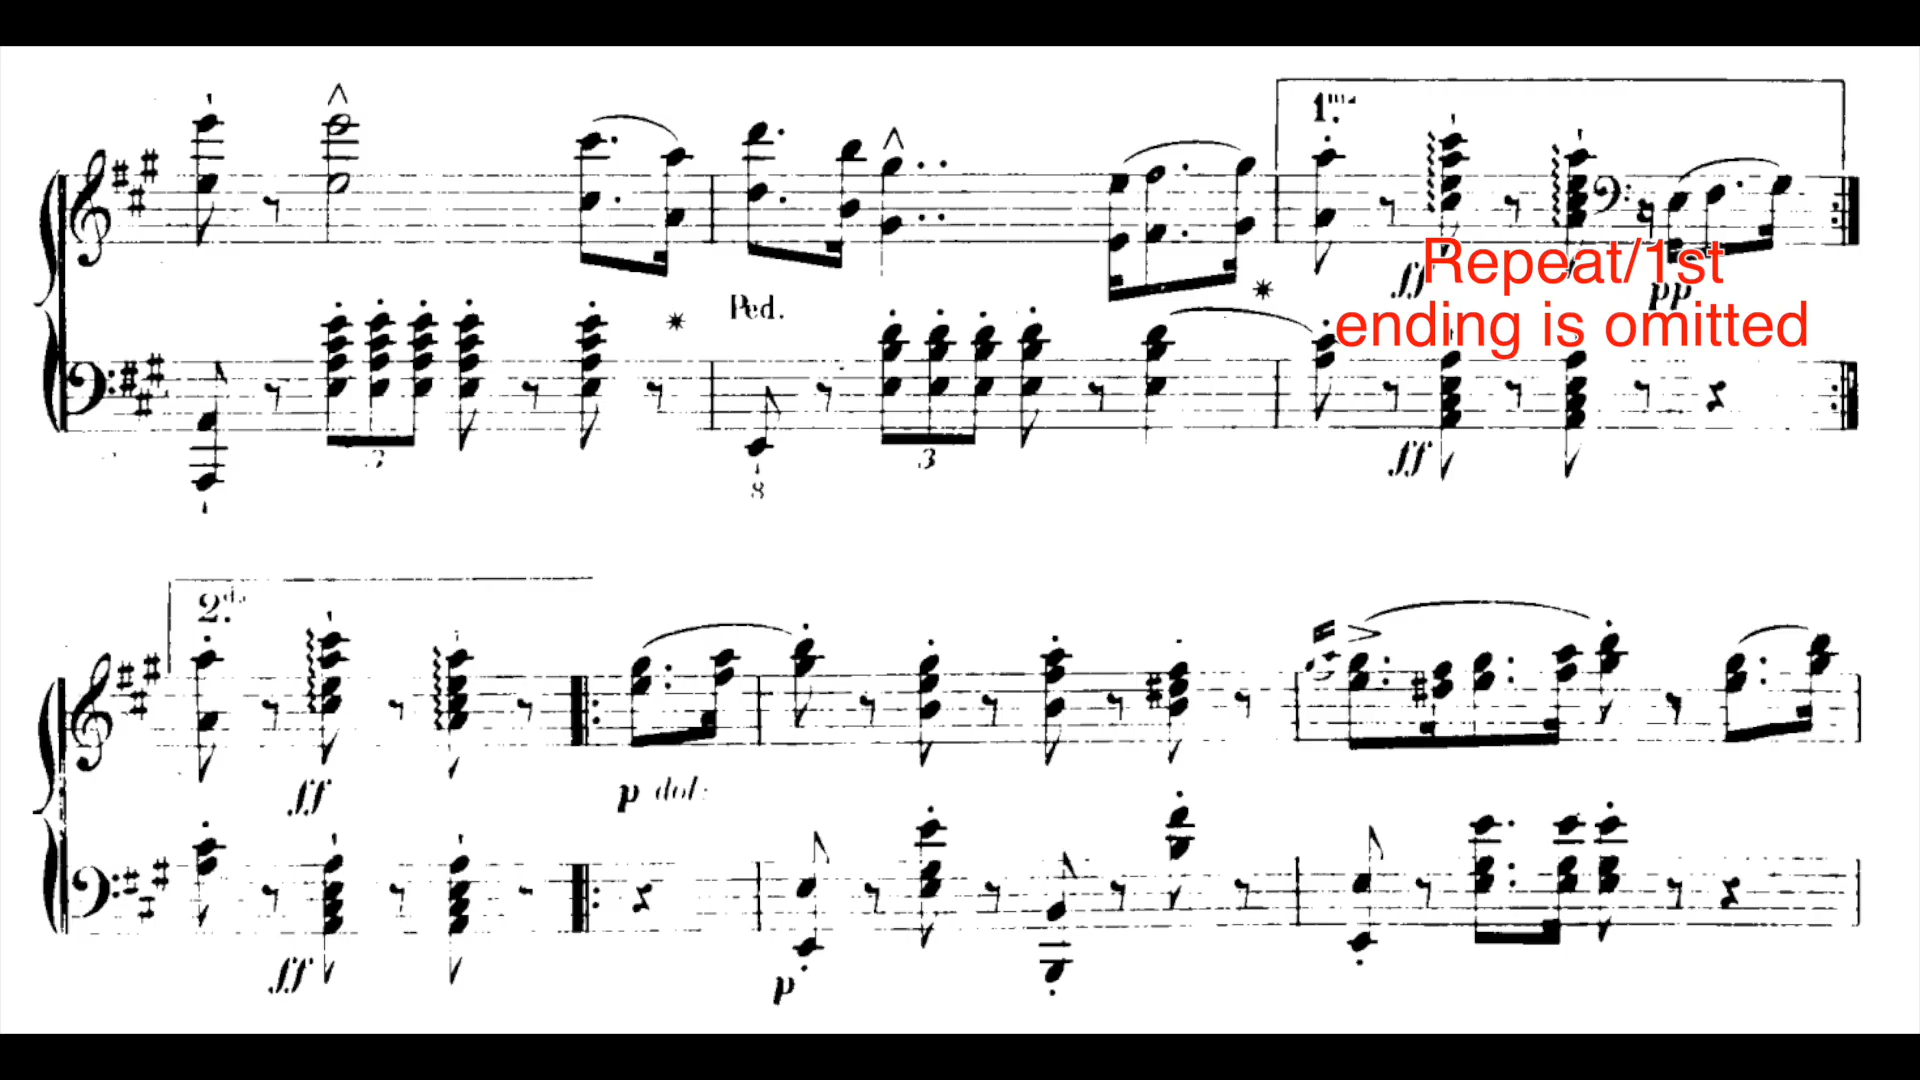 1.ma
Ped.
ff
Repeat/1st
pp
ending is omitted
3
3
ff
8
2.da
ff
p dol:
ff
p